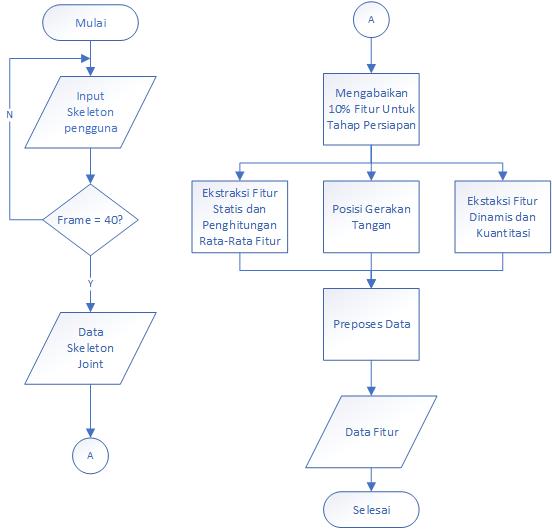 Mulai
Input
Skeleton
pengguna
N
Frame = 40?
Y
Data
Skeleton
Joint
A
A
Mengabaikan
10% Fitur Untuk
Tahap Persiapan
Ekstraksi Fitur
Statis dan
Penghitungan
Rata-Rata Fitur
Posisi Gerakan
Tangan
Ekstaksi Fitur
Dinamis dan
Kuantitasi
Preposes Data
Data Fitur
Selesai